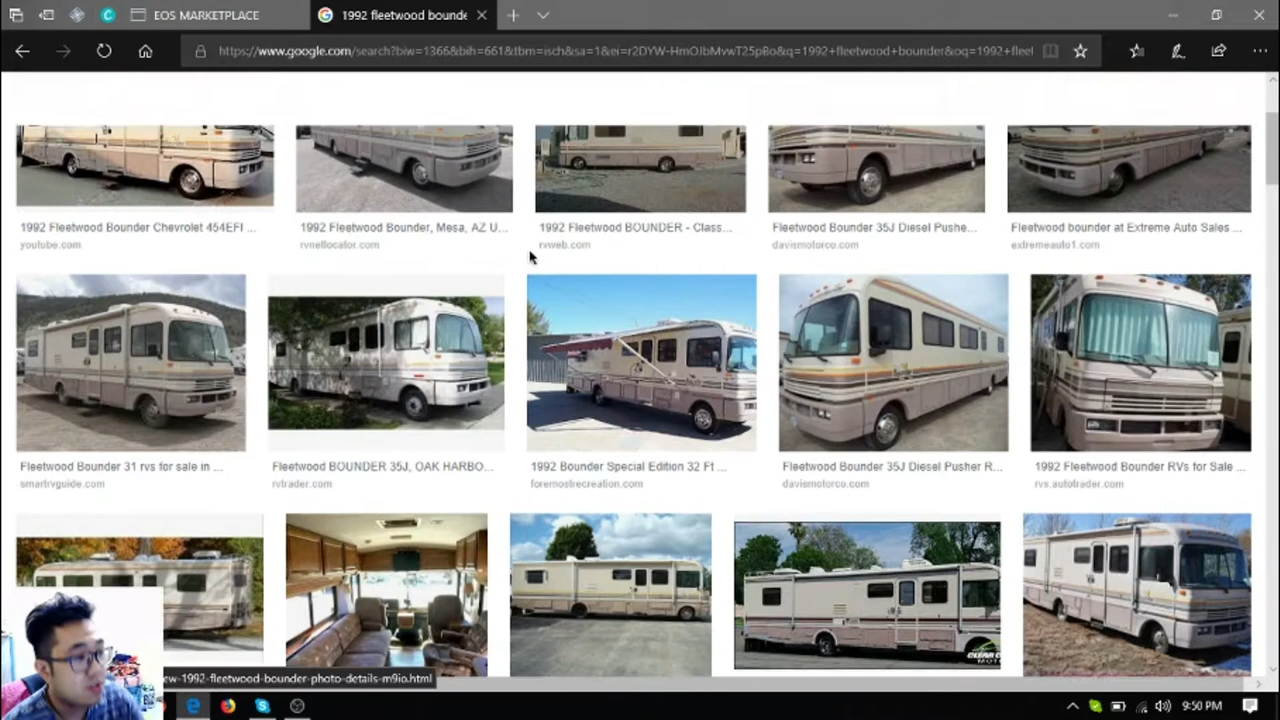 EOS MARKETPLACE
1992 fleetwood bounde
https://www.google.com/search?biw=1366&bih=661&tbm=isch&sa=1&ei=r2DYW-HmOJbMvwT25pBo&q=1992+fleetwood+bounder&oq=1992+fleel
1992 Fleetwood Bounder Chevrolet 454EFI ...
youtube.com
1992 Fleetwood Bounder, Mesa, AZ U...
rvnetlocator.com
1992 Fleetwood BOUNDER - Class...
rvweb.com
Fleetwood Bounder 35J Diesel Pushe...
davismotorco.com
Fleetwood bounder at Extreme Auto Sales ...
extremeauto1.com
Fleetwood Bounder 31 rvs for sale in ...
smartrvguide.com
Fleetwood BOUNDER 35J, OAK HARBO...
rvtrader.com
1992 Bounder Special Edition 32 Ft ...
foremostrecreation.com
Fleetwood Bounder 35J Diesel Pusher R...
davismotorco.com
1992 Fleetwood Bounder RVs for Sale ...
rvs.autotrader.com
ew-1992-fleetwood-bounder-photo-details-m9io.html
9:50 PM